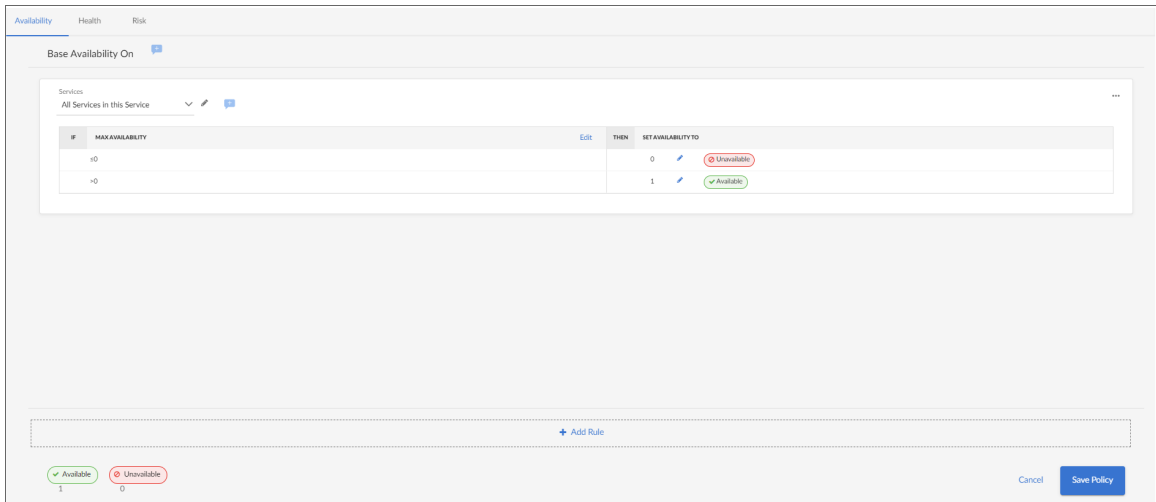 Availability Health Risk
Base Availability On
Services
All Services in this Service
IF MAX AVAILABILITY Edit THEN SET AVAILABILITY TO
≤0 0 Unavailable
>0 1 Available
+ Add Rule
Available Unavailable
1 0
Cancel Save Policy